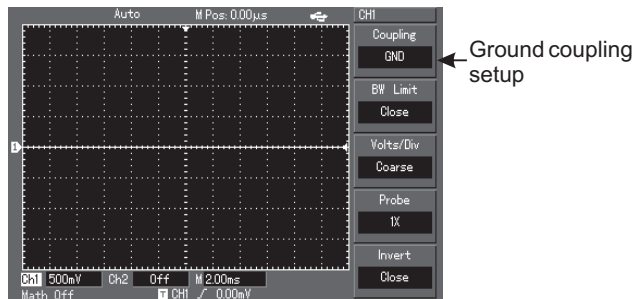 Auto M Pos: 0.00μs CH1
Coupling
GND
Ground coupling
setup
BW Limit
Close
Volts/Div
Coarse
Probe
1X
Invert
Close
1
Ch1 500mV Ch2 Off M 2.00ms
Math Off T CH1 / 0.00mV